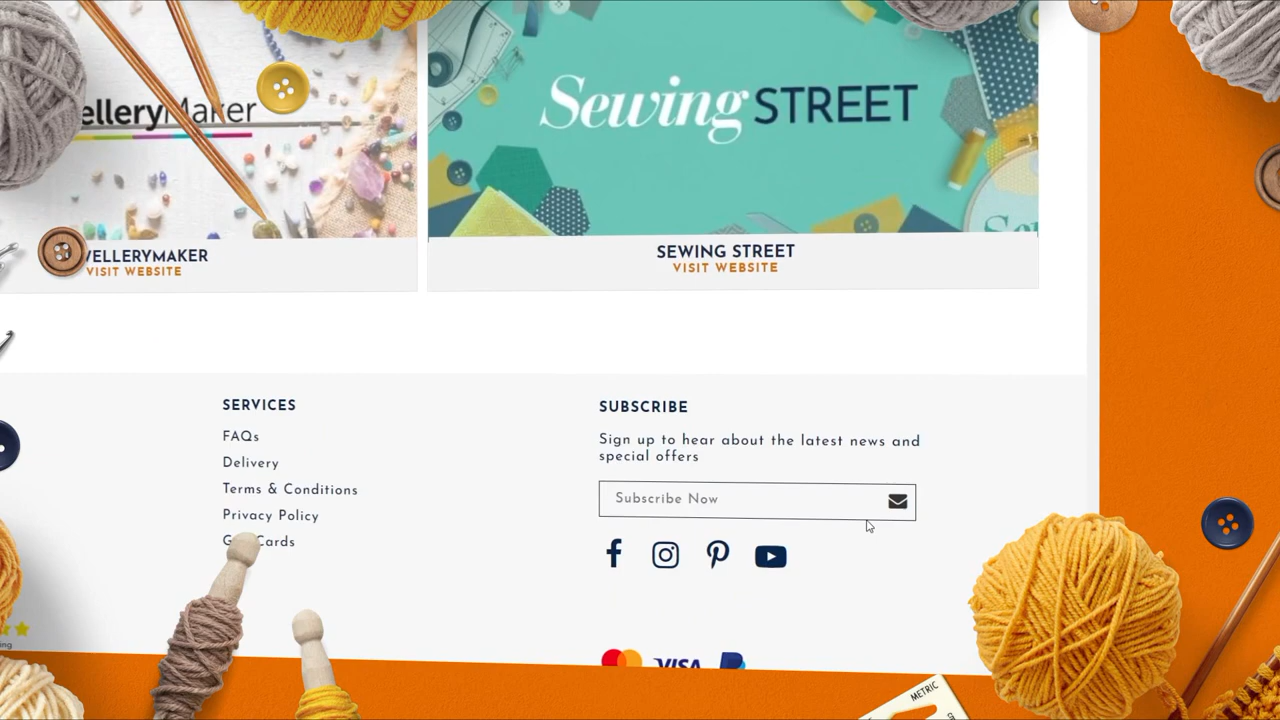 elleryMaker
Sewing STREET
VELLERYMAKER
VISIT WEBSITE
SEWING STREET
VISIT WEBSITE
SERVICES
FAQs
Delivery
Terms & Conditions
Privacy Policy
Cards
SUBSCRIBE
Sign up to hear about the latest news and
special offers
Subscribe Now
VISA
METRIC